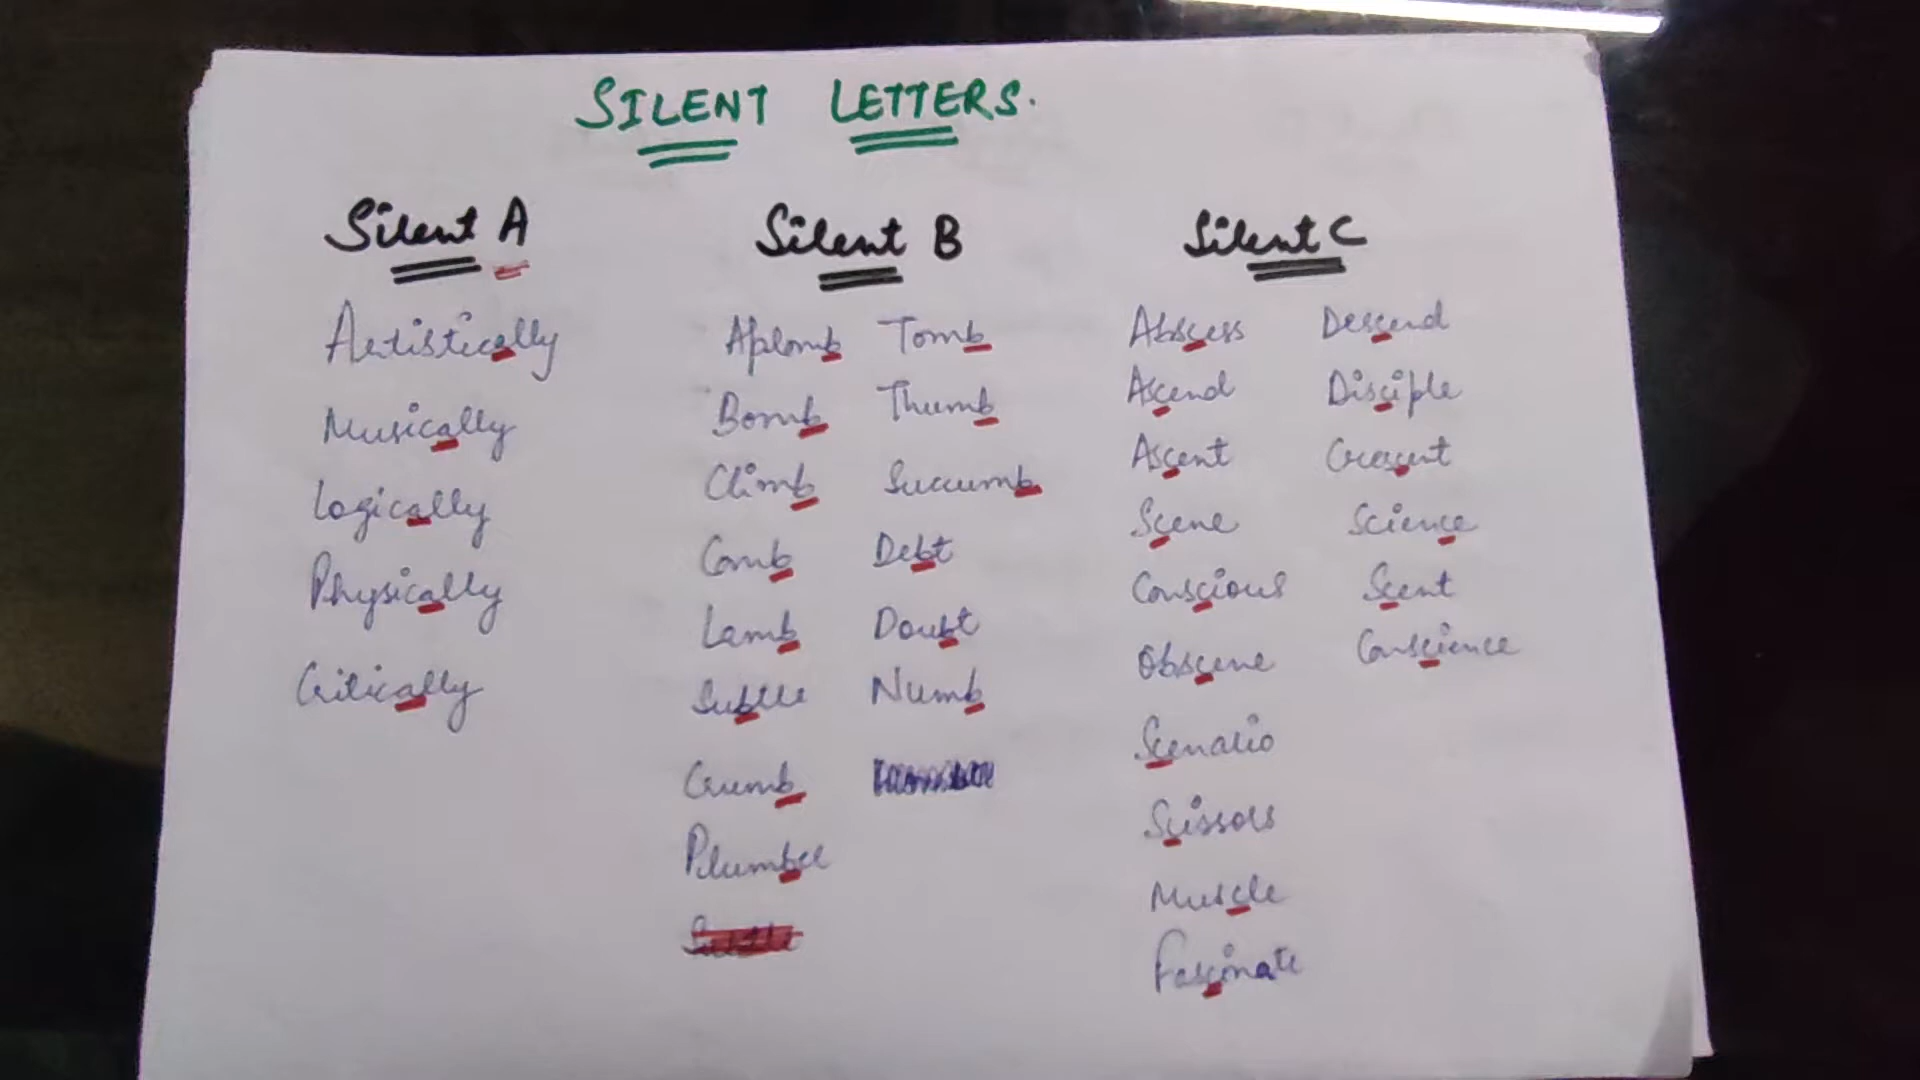 SILENT LETTERS.
Silent A Silent B Silent C
Artistically Aplomb Tomb Abscess Descend
Musically Bomb Thumb Ascend Disciple
Logically Climb Succumb Ascent Crescent
Physically Comb Debt Scene Science
Critically Lamb Doubt Conscious Scent
Subtle Numb Obscene Conscience
Crumb Scenario
Plumber Scissors
Muscle
Fascinate